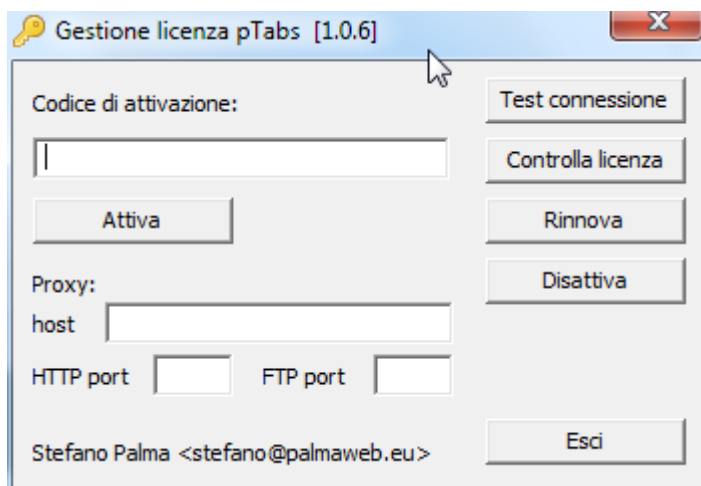 Gestione licenza pTabs [1.0.6]
Codice di attivazione:
Test connessione
Controlla licenza
Attiva
Rinnova
Proxy:
Disattiva
host
HTTP port
FTP port
Stefano Palma <stefano@palmaweb.eu>
Esci